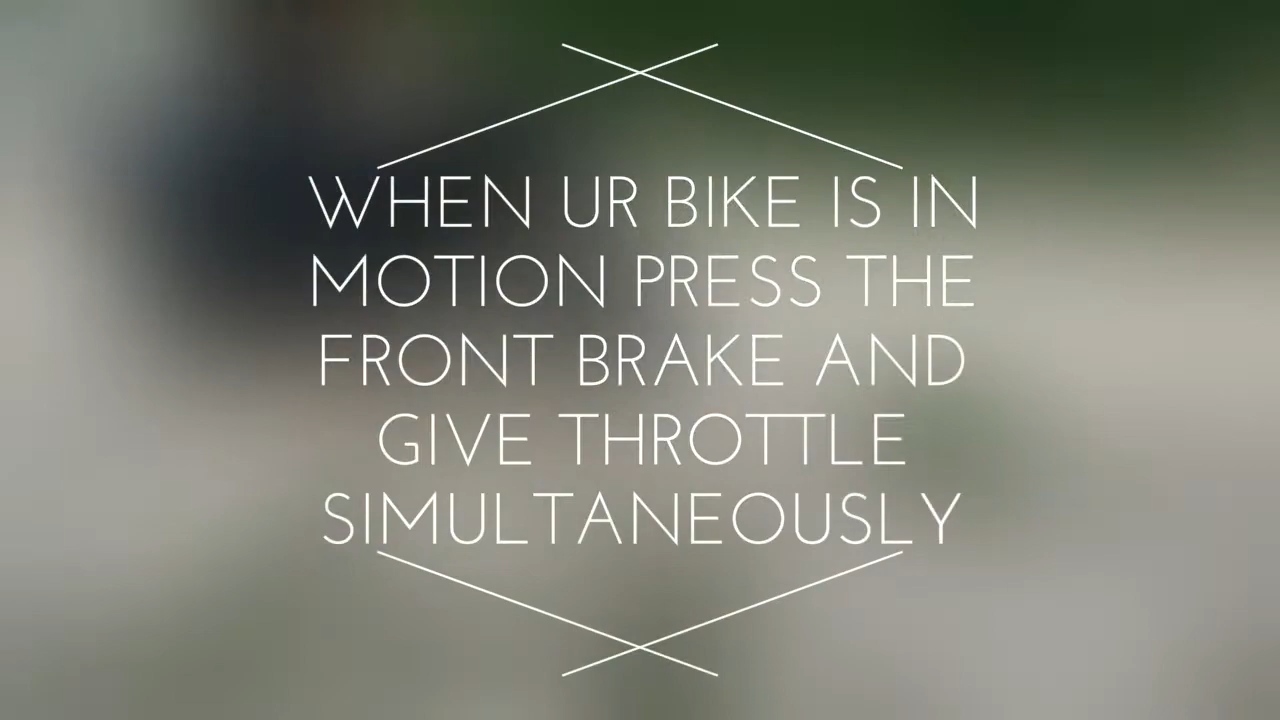 WHEN UR BIKE IS IN
MOTION PRESS THE
FRONT BRAKE AND
GIVE THROTTLE
SIMULTANEOUSLY